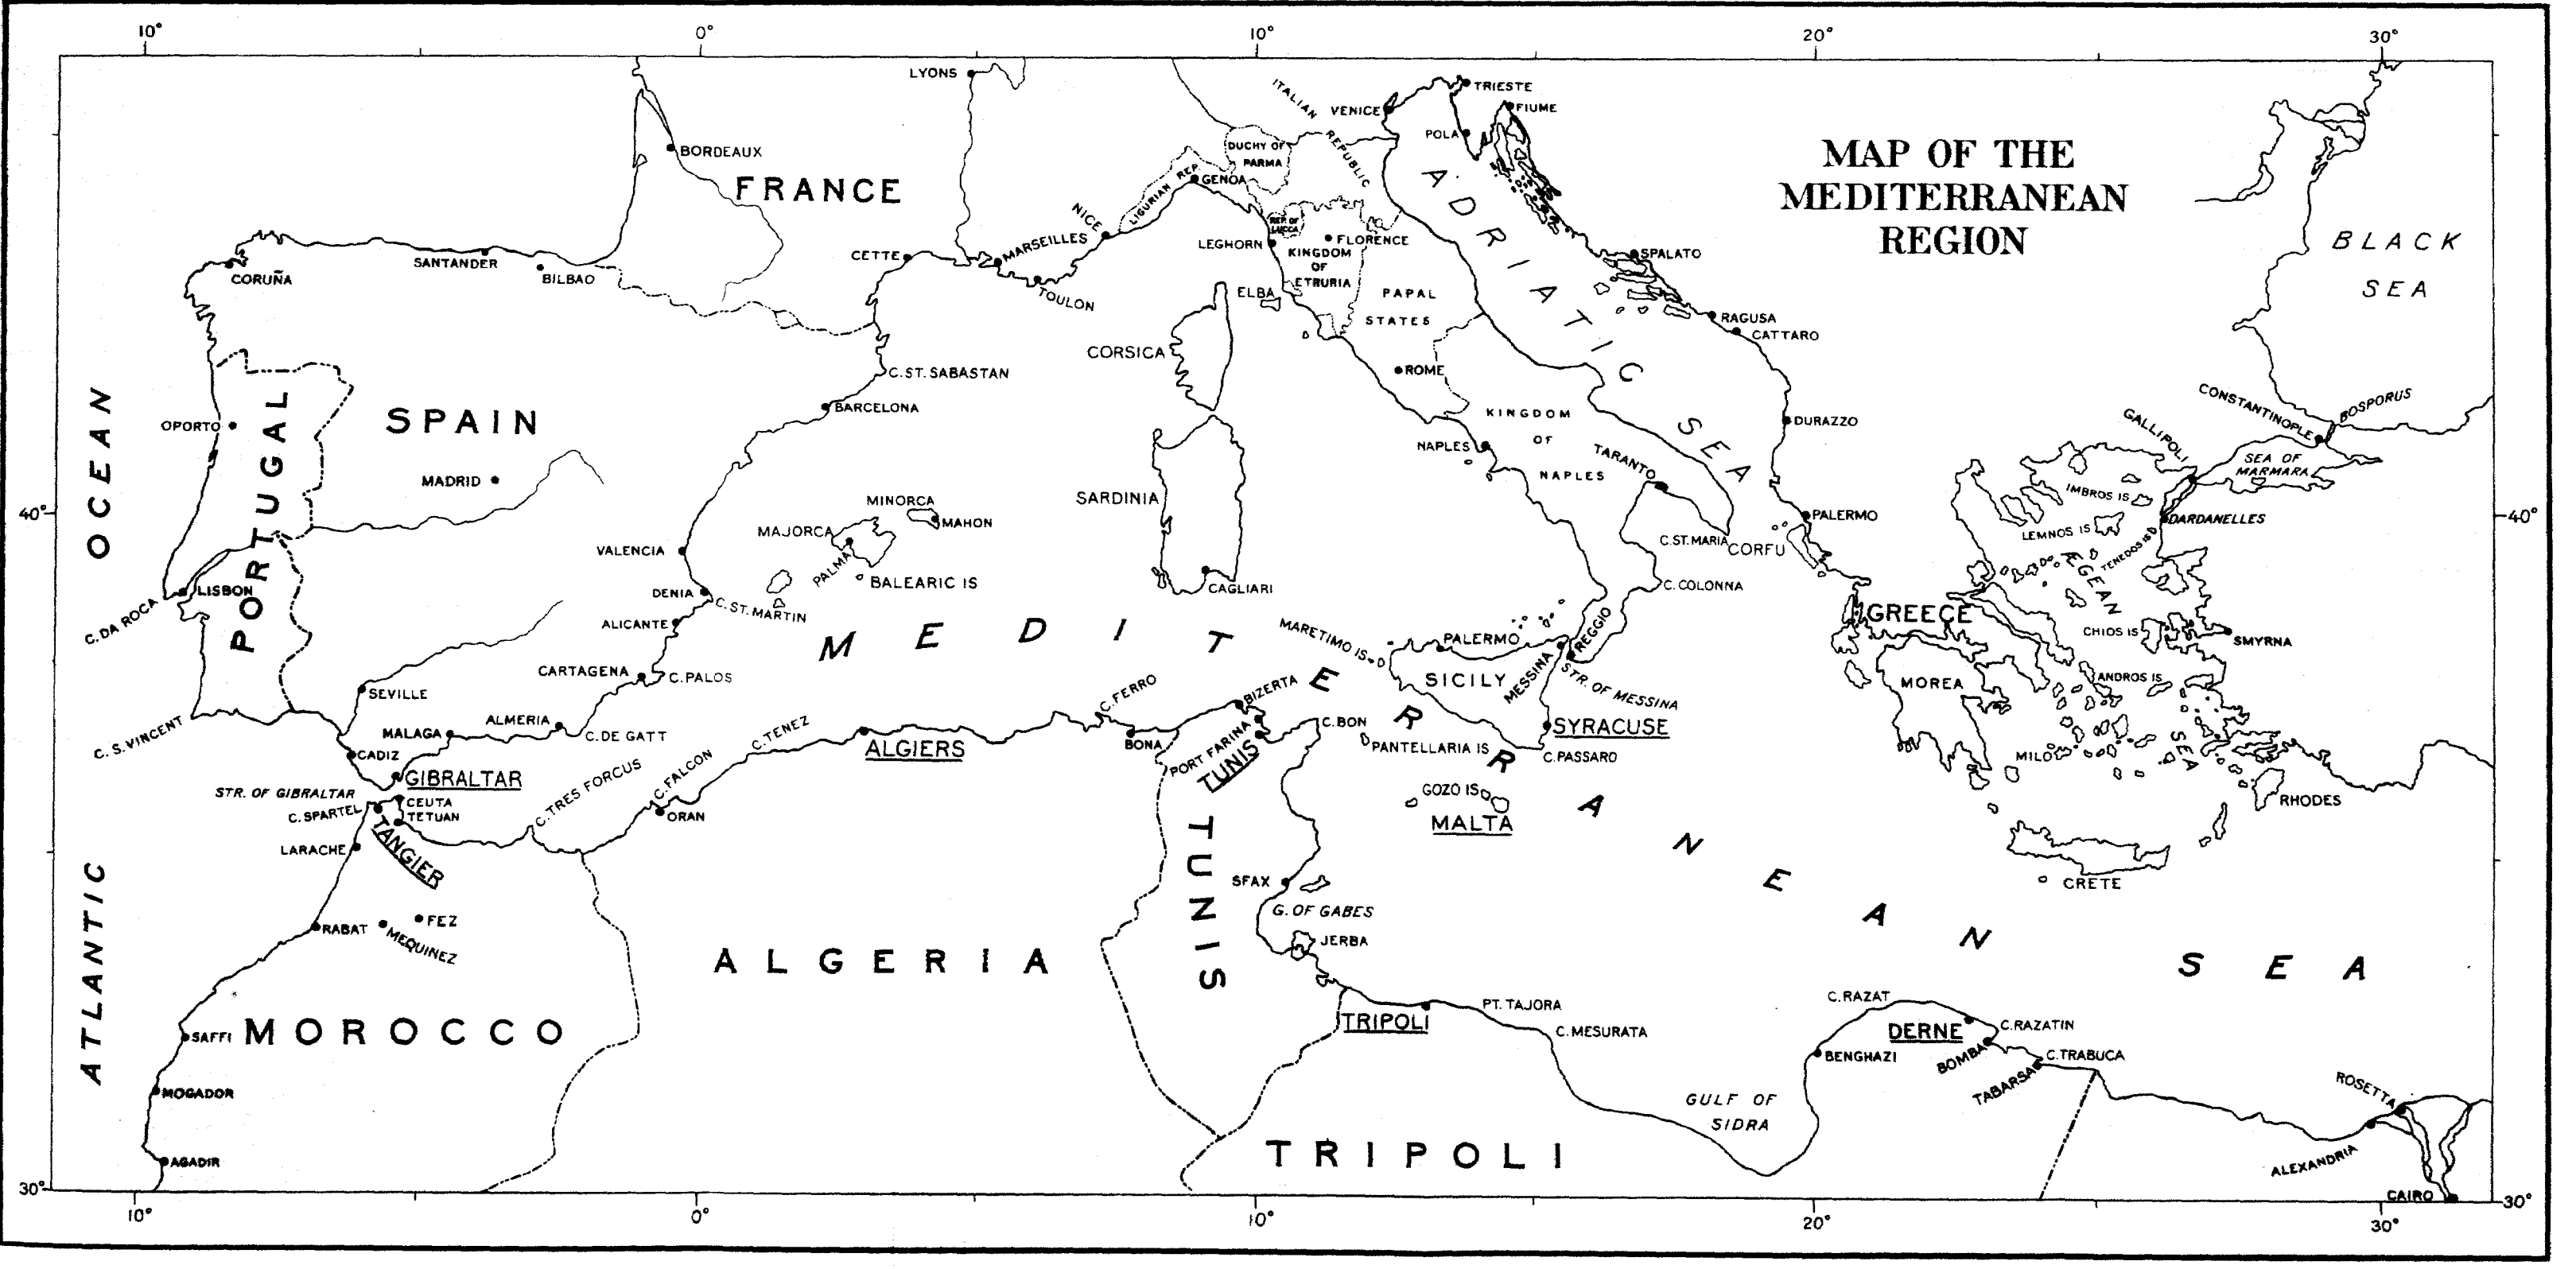 10° 0° 10° 20° 30°
MAP OF THE
MEDITERRANEAN
REGION
LYONS
BORDEAUX
FRANCE
CETTE
MARSEILLES
TOULON
NICE
LIGURIAN REP.
GENOA
DUCHY OF
PARMA
ITALIAN REPUBLIC
VENICE
TRIESTE
FIUME
POLA
REP. OF
LUCCA
LEGHORN
FLORENCE
KINGDOM
OF
ETRURIA
ELBA
PAPAL
STATES
ROME
KINGDOM
OF
NAPLES
NAPLES
TARANTO
ADRIATIC SEA
SPALATO
RAGUSA
CATTARO
DURAZZO
PALERMO
CORFU
C. ST. MARIA
C. COLONNA
BLACK
SEA
CONSTANTINOPLE
BOSPORUS
GALLIPOLI
SEA OF
MARMARA
IMBROS IS
DARDANELLES
LEMNOS IS
TENEDOS IS
ÆGEAN SEA
CHIOS IS
SMYRNA
ANDROS IS
GREECE
MOREA
MILO
RHODES
CRETE
CORUÑA
SANTANDER
BILBAO
ATLANTIC OCEAN
PORTUGAL
OPORTO
LISBON
C. DA ROCA
C. S. VINCENT
SPAIN
MADRID
C. ST. SABASTAN
BARCELONA
VALENCIA
DENIA
C. ST. MARTIN
ALICANTE
CARTAGENA
C. PALOS
SEVILLE
ALMERIA
MALAGA
C. DE GATT
CADIZ
GIBRALTAR
STR. OF GIBRALTAR
MINORCA
MAHON
MAJORCA
PALMA
BALEARIC IS
CORSICA
SARDINIA
CAGLIARI
MEDITERRANEAN SEA
MARETIMO IS
PALERMO
SICILY
MESSINA
REGGIO
STR. OF MESSINA
SYRACUSE
C. PASSARO
PANTELLARIA IS
GOZO IS
MALTA
C. SPARTEL
CEUTA
TETUAN
TANGIER
LARACHE
RABAT
MEQUINEZ
FEZ
SAFFI
MOROCCO
MOGADOR
AGADIR
C. TRES FORCUS
C. FALCON
ORAN
C. TENEZ
ALGIERS
ALGERIA
C. FERRO
BONA
BIZERTA
PORT FARINA
TUNIS
C. BON
TUNIS
SFAX
G. OF GABES
JERBA
TRIPOLI
PT. TAJORA
C. MESURATA
TRIPOLI
GULF OF
SIDRA
C. RAZAT
DERNE
C. RAZATIN
BENGHAZI
BOMBA
C. TRABUCA
TABARSA
ROSETTA
ALEXANDRIA
CAIRO
40° 40°
30° 30°
10° 0° 10° 20° 30°